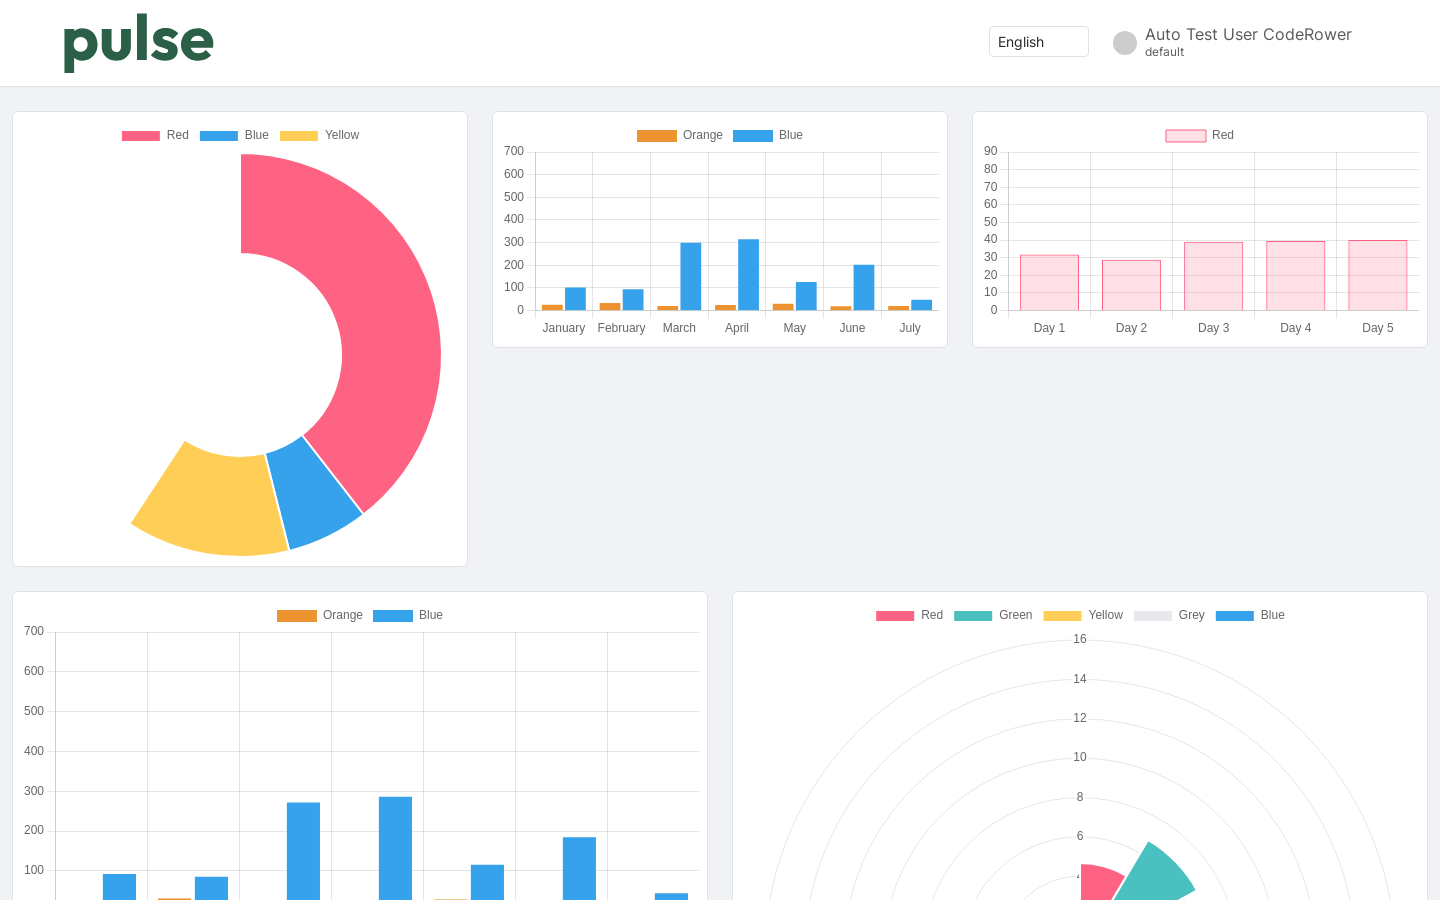 pulse
English
Auto Test User CodeRower
default
Red Blue Yellow
Orange Blue
700
600
500
400
300
200
100
0
January February March April May June July
Red
90
80
70
60
50
40
30
20
10
0
Day 1 Day 2 Day 3 Day 4 Day 5
Orange Blue
700
600
500
400
300
200
100
Red Green Yellow Grey Blue
16
14
12
10
8
6